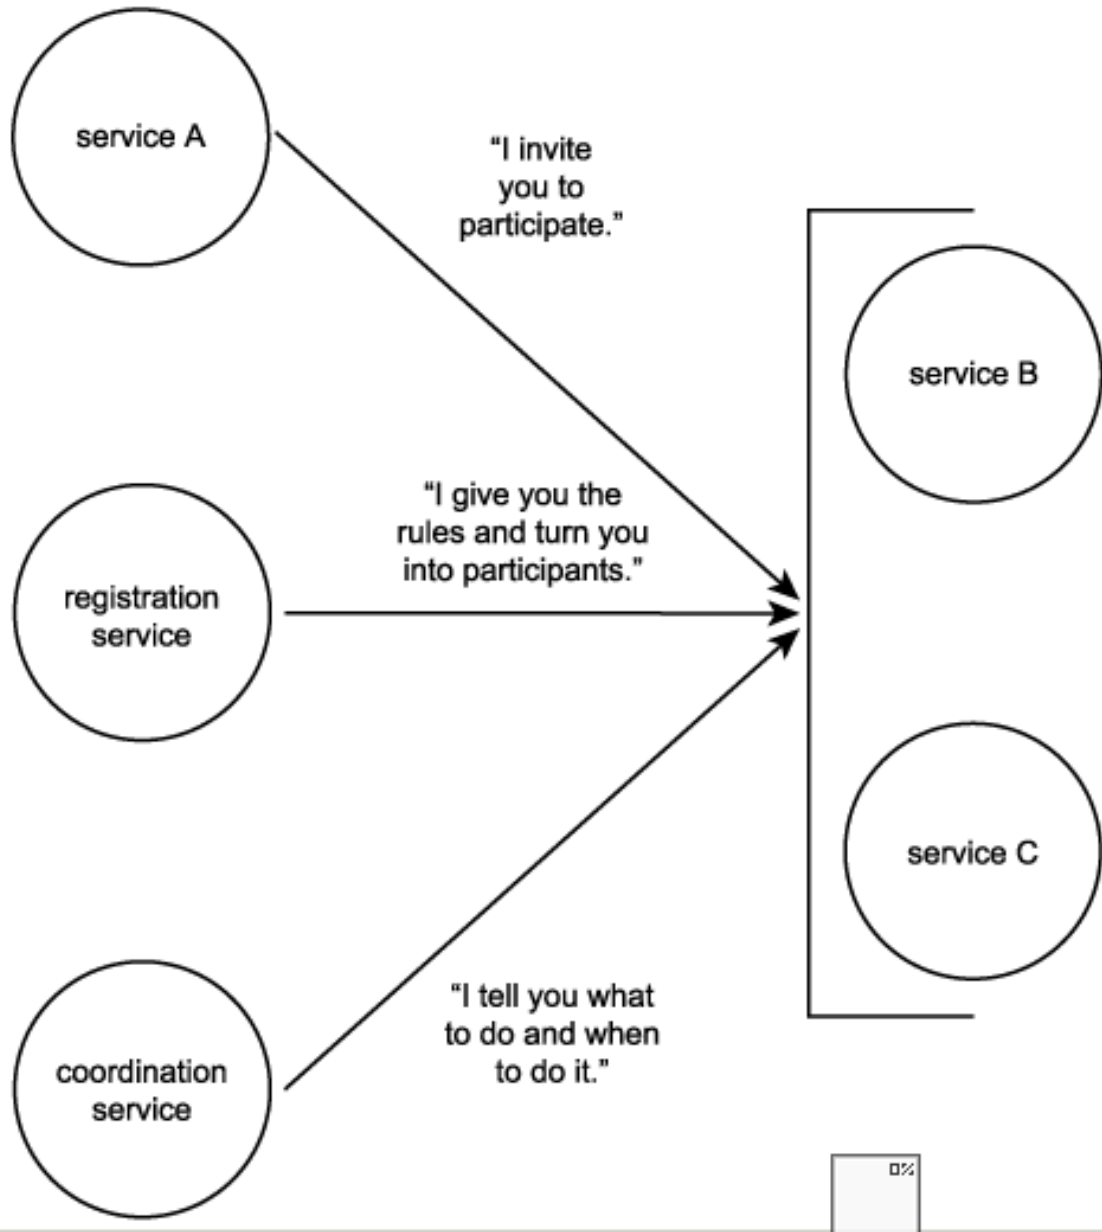 service A
“I invite
you to
participate.”
service B
“I give you the
rules and turn you
into participants.”
registration
service
service C
“I tell you what
to do and when
to do it.”
coordination
service
0%